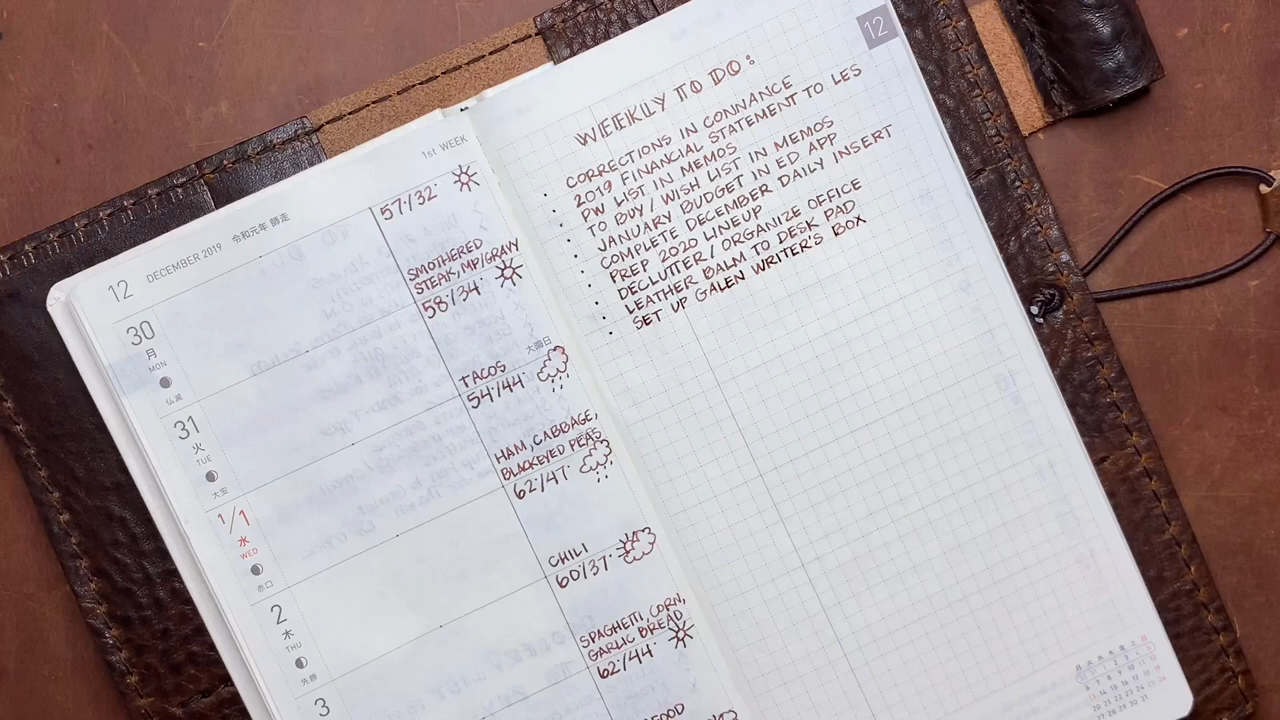 1st WEEK
12 DECEMBER 2019 令和元年 師走
30
月
MON
仏滅
57°/32°
SMOTHERED
STEAK, MP/GRAVY
31
火
TUE
大安
58°/34°
大晦日
TACOS
1/1
水
WED
赤口
54°/44°
HAM, CABBAGE,
BLACKEYED PEAS
2
木
THU
先勝
62°/47°
CHILI
3
60°/37°
SPAGHETTI, CORN,
GARLIC BREAD
62°/44°
12
WEEKLY TO DO:
· CORRECTIONS IN CONNANCE
· 2019 FINANCIAL STATEMENT TO LES
· PW LIST IN MEMOS
· TO BUY / WISH LIST IN MEMOS
· JANUARY BUDGET IN ED APP
· COMPLETE DECEMBER DAILY INSERT
· PREP 2020 LINEUP
· DECLUTTER / ORGANIZE OFFICE
· LEATHER BALM TO DESK PAD
· SET UP GALEN WRITER'S BOX